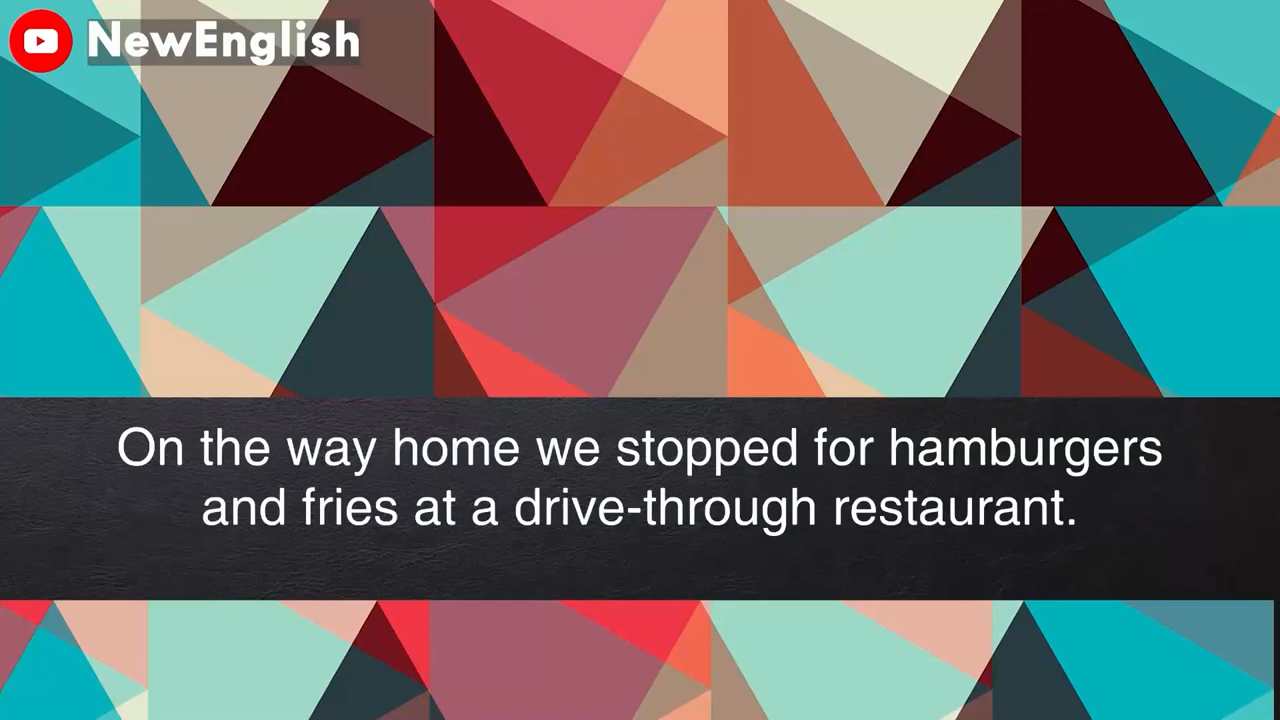 NewEnglish
On the way home we stopped for hamburgers
and fries at a drive-through restaurant.